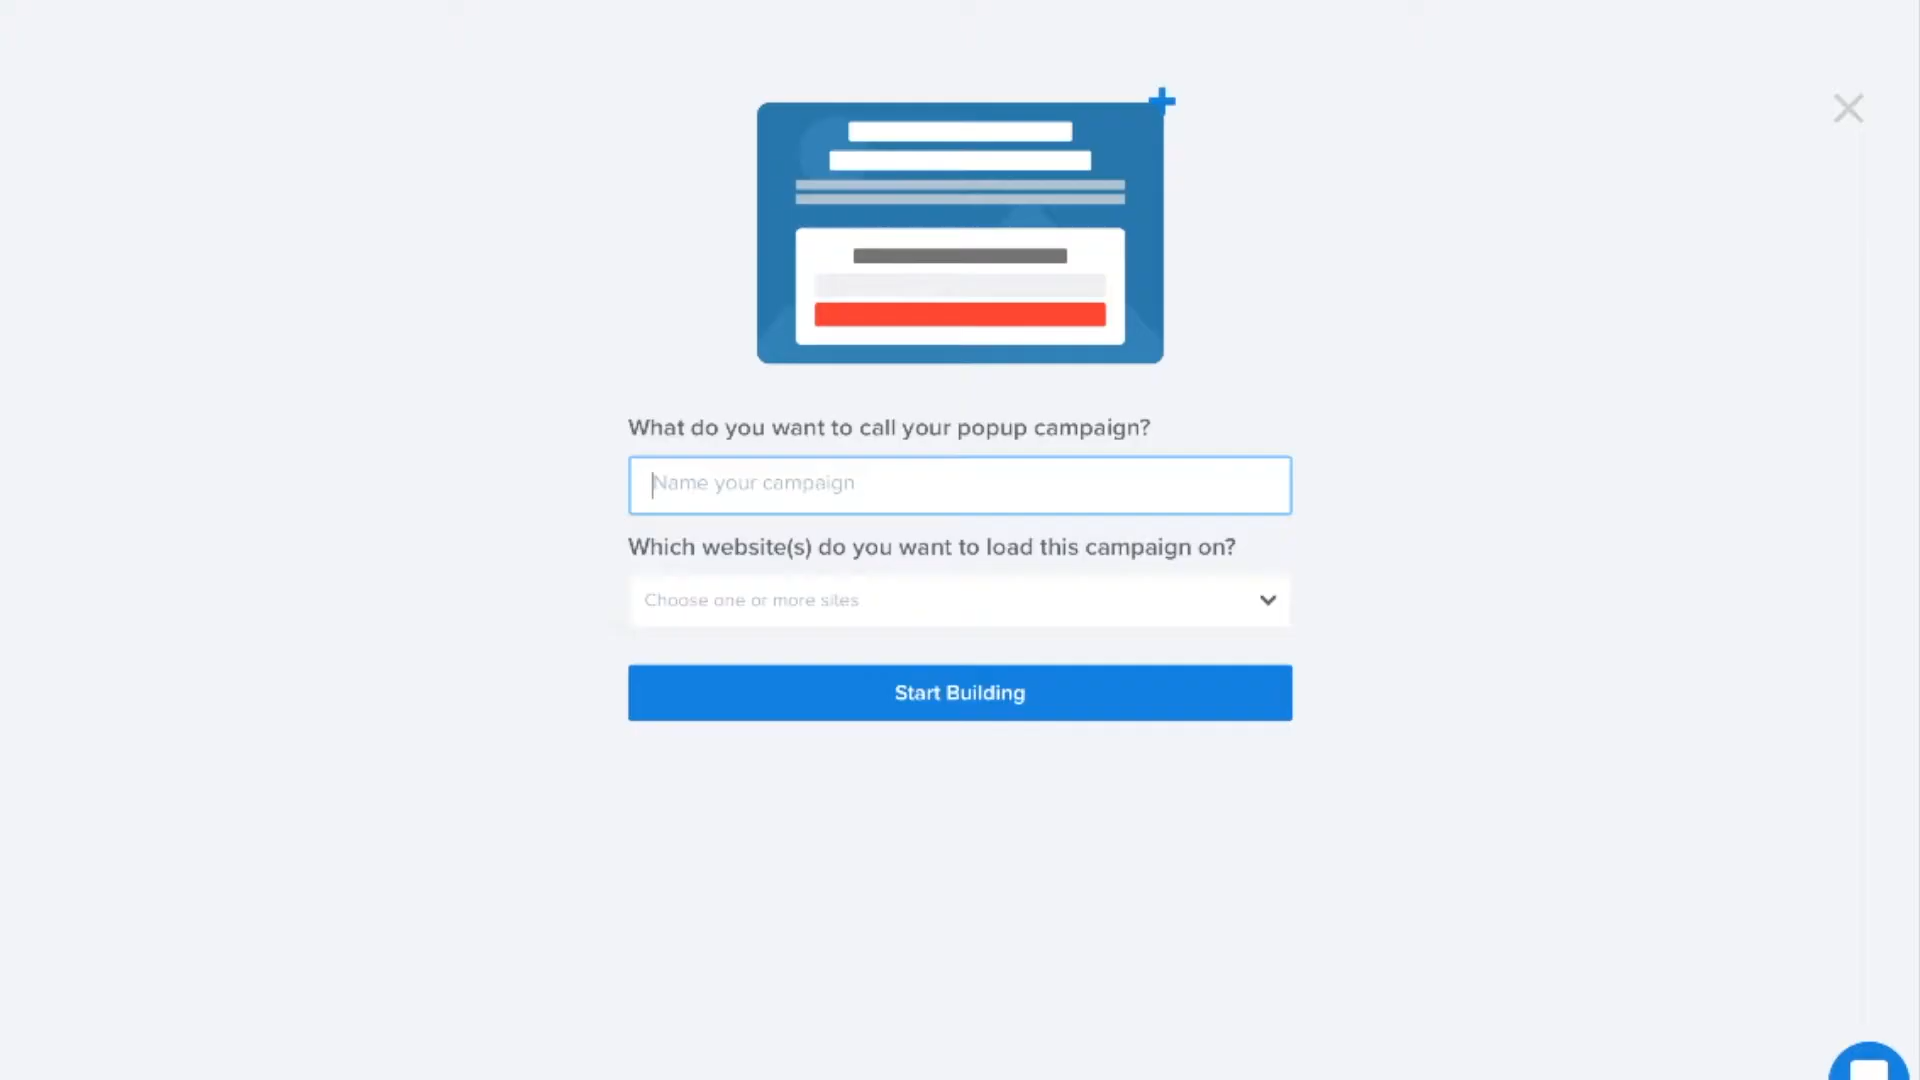 What do you want to call your popup campaign?
Name your campaign
Which website(s) do you want to load this campaign on?
Choose one or more sites
Start Building